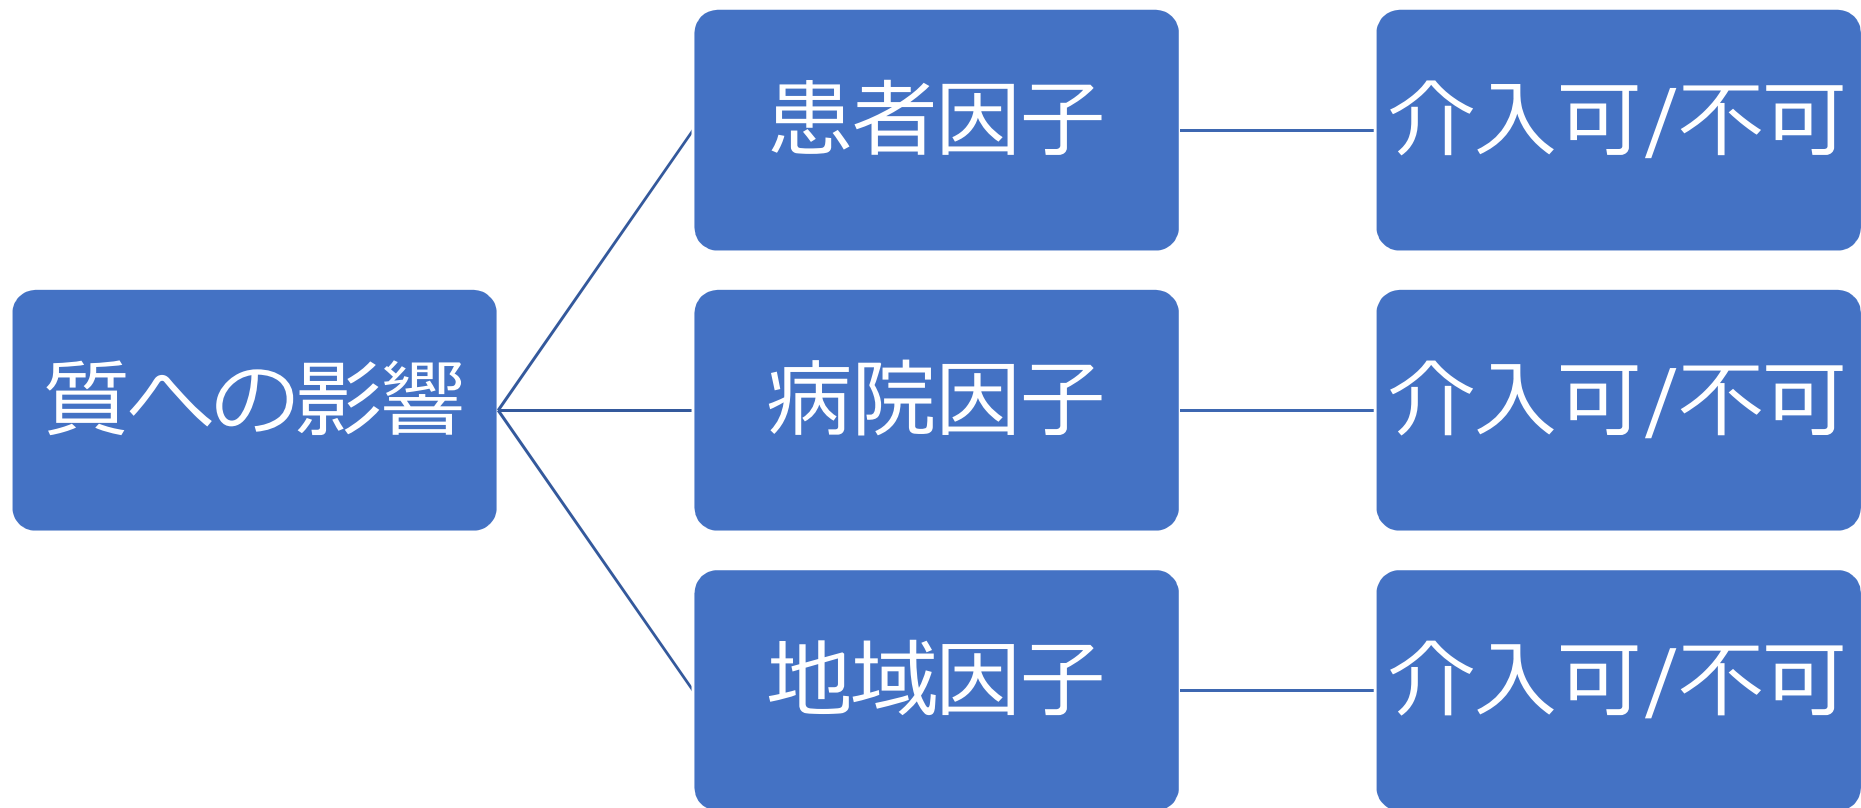 質への影響
患者因子
介入可/不可
病院因子
介入可/不可
地域因子
介入可/不可